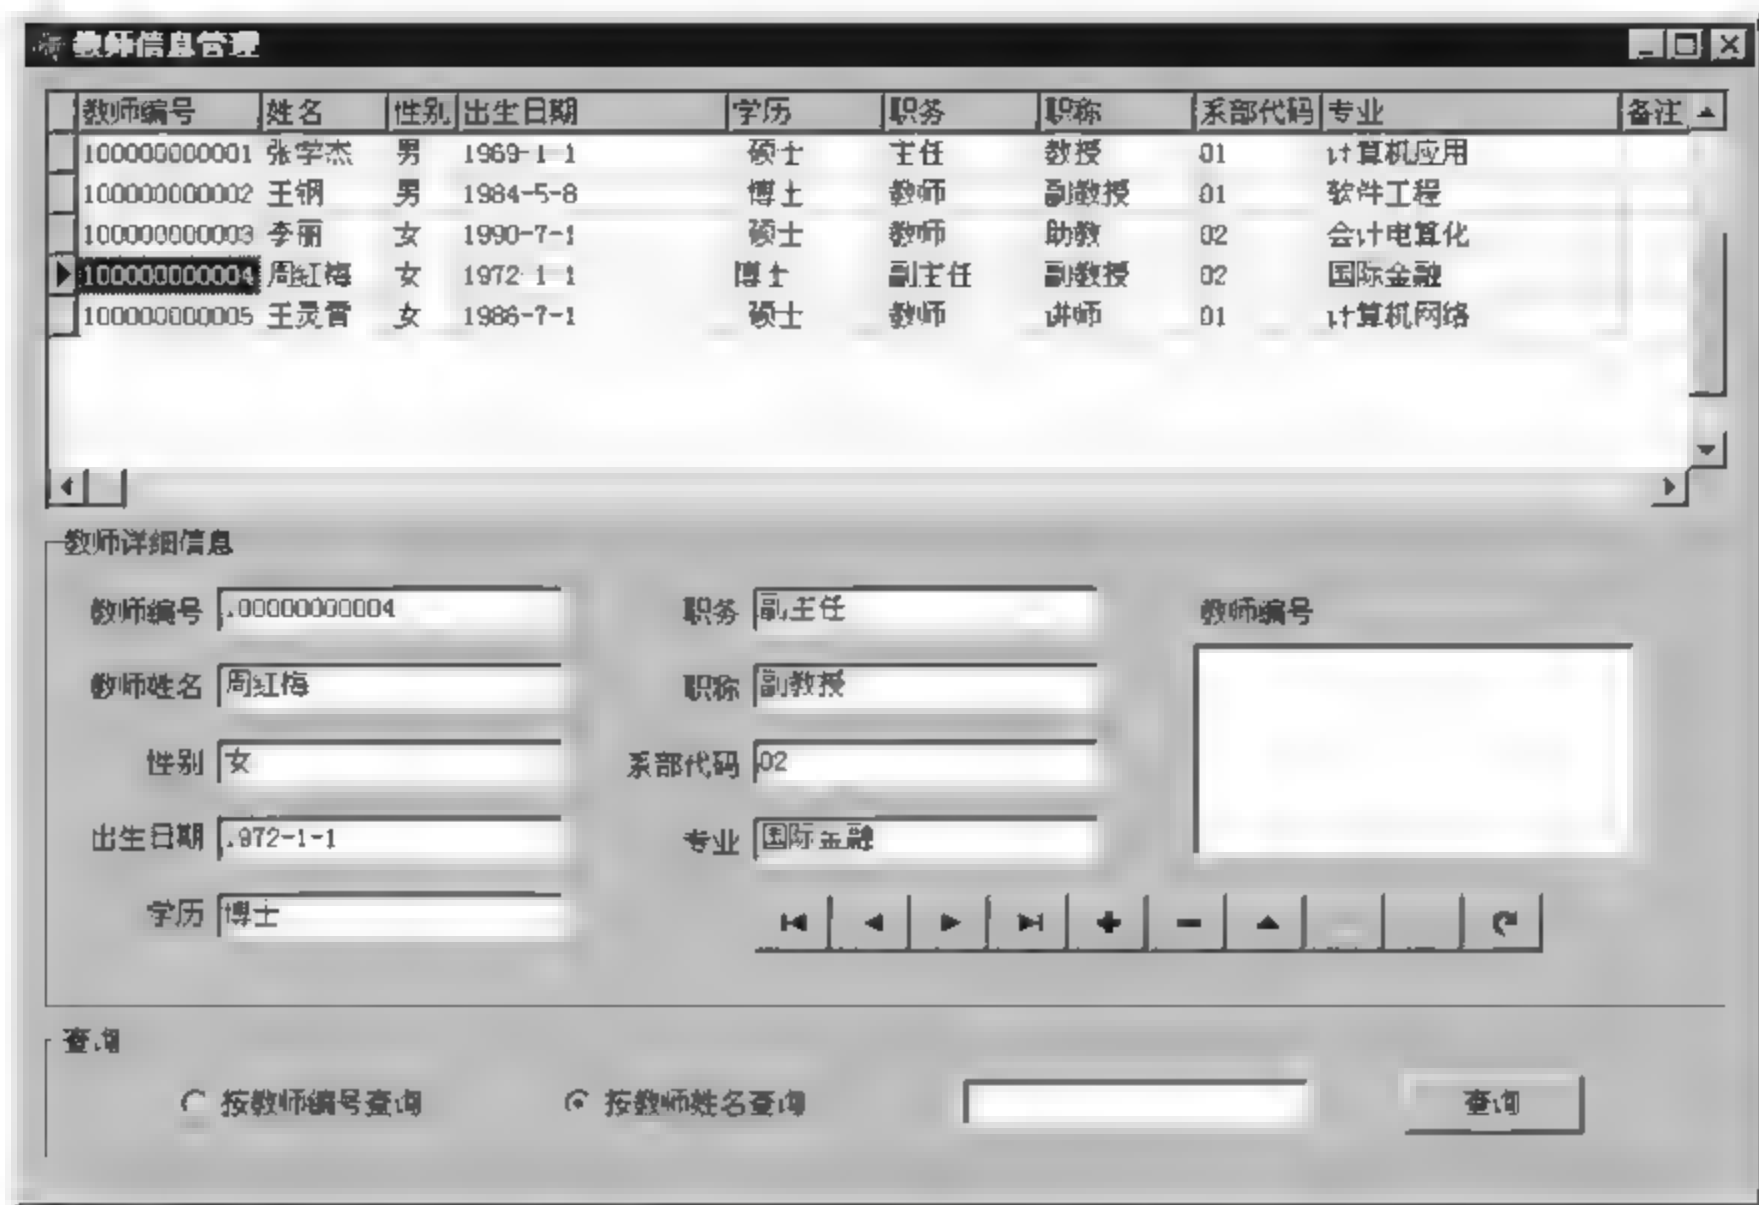 教师信息管理
教师编号 姓名 性别 出生日期 学历 职务 职称 系部代码 专业 备注
100000000001 张学杰 男 1969-1-1 硕士 主任 教授 01 计算机应用
100000000002 王钢 男 1984-5-8 博士 教师 副教授 01 软件工程
100000000003 李丽 女 1990-7-1 硕士 教师 助教 02 会计电算化
100000000004 周红梅 女 1972-1-1 博士 副主任 副教授 02 国际金融
100000000005 王灵 女 1986-7-1 硕士 教师 讲师 01 计算机网络
教师详细信息
教师编号 100000000004 职务 副主任 教师编号
教师姓名 周红梅 职称 副教授
性别 女 系部代码 02
出生日期 1972-1-1 专业 国际金融
学历 博士
查询
按教师编号查询 按教师姓名查询 查询